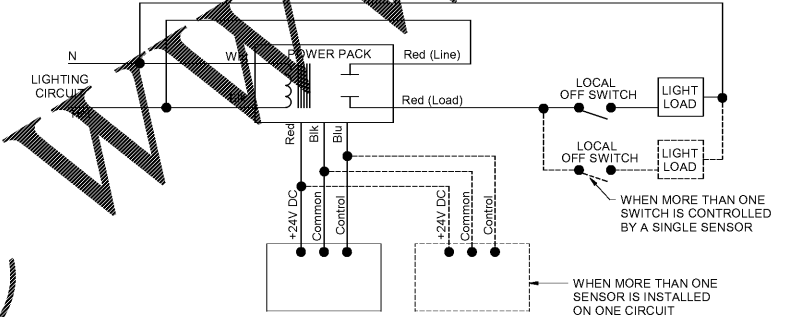 N
POWER PACK
Red (Line)
LIGHTING
CIRCUIT
Red (Load)
LOCAL
OFF SWITCH
LIGHT
LOAD
Red
Blk
Blu
LOCAL
OFF SWITCH
LIGHT
LOAD
WHEN MORE THAN ONE
SWITCH IS CONTROLLED
BY A SINGLE SENSOR
+24V DC
Common
Control
+24V DC
Common
Control
WHEN MORE THAN ONE
SENSOR IS INSTALLED
ON ONE CIRCUIT